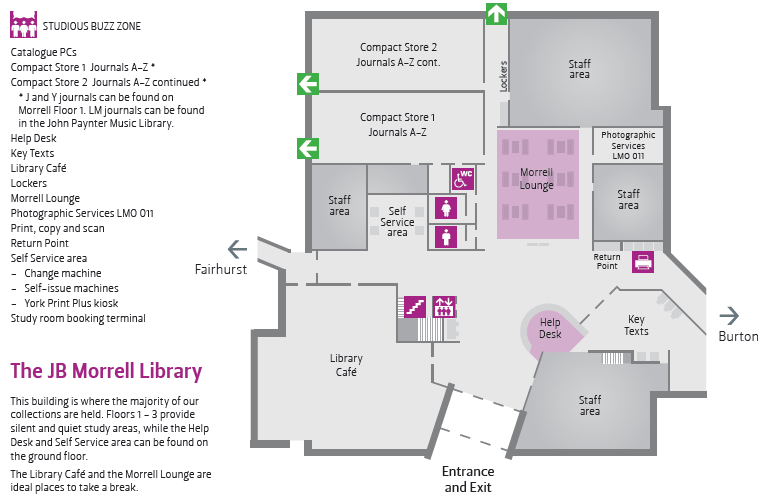 STUDIOUS BUZZ ZONE
Catalogue PCs
Compact Store 1 Journals A–Z *
Compact Store 2 Journals A–Z continued *
* J and Y journals can be found on
Morrell Floor 1. LM journals can be found
in the John Paynter Music Library.
Help Desk
Key Texts
Library Café
Lockers
Morrell Lounge
Photographic Services LMO 011
Print, copy and scan
Return Point
Self Service area
– Change machine
– Self-issue machines
– York Print Plus kiosk
Study room booking terminal
The JB Morrell Library
This building is where the majority of our
collections are held. Floors 1 – 3 provide
silent and quiet study areas, while the Help
Desk and Self Service area can be found on
the ground floor.
The Library Café and the Morrell Lounge are
ideal places to take a break.
Compact Store 2
Journals A–Z cont.
Lockers
Staff
area
Compact Store 1
Journals A–Z
Photographic
Services
LMO 011
WC
Morrell
Lounge
Staff
area
Self
Service
area
Staff
area
Return
Point
Fairhurst
Help
Desk
Key
Texts
Burton
Library
Café
Staff
area
Entrance
and Exit